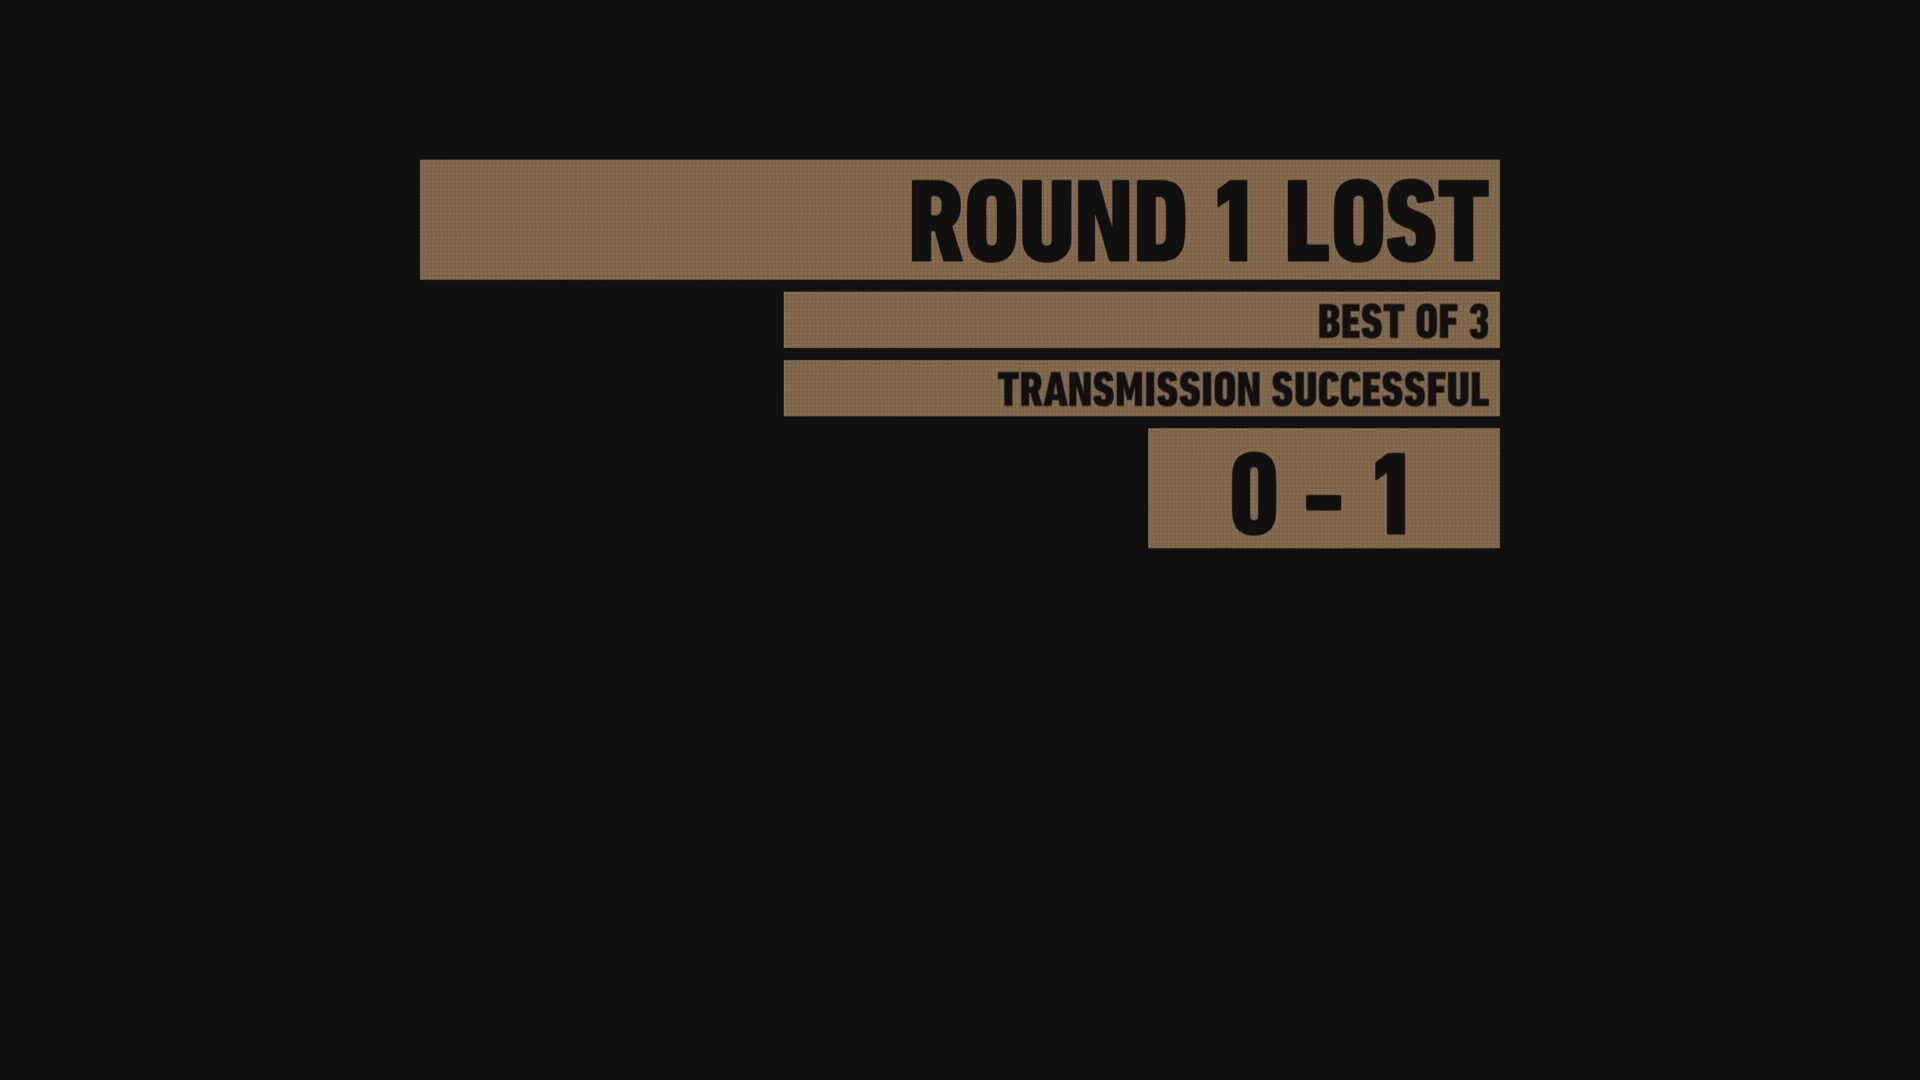 ROUND 1 LOST
BEST OF 3
TRANSMISSION SUCCESSFUL
0 - 1